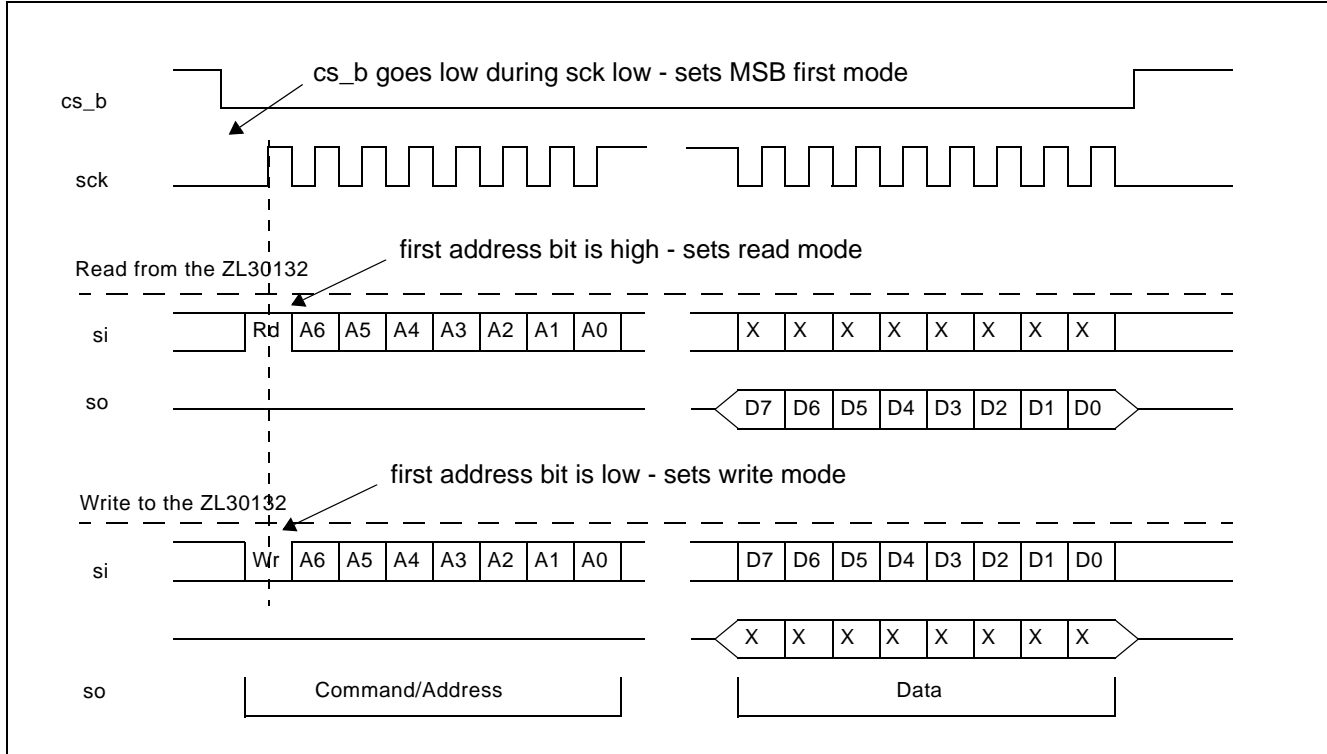 cs_b goes low during sck low - sets MSB first mode
cs_b
sck
first address bit is high - sets read mode
Read from the ZL30132
si Rd A6 A5 A4 A3 A2 A1 A0 X X X X X X X X
so D7 D6 D5 D4 D3 D2 D1 D0
first address bit is low - sets write mode
Write to the ZL30132
si Wr A6 A5 A4 A3 A2 A1 A0 D7 D6 D5 D4 D3 D2 D1 D0
X X X X X X X X
so Command/Address Data